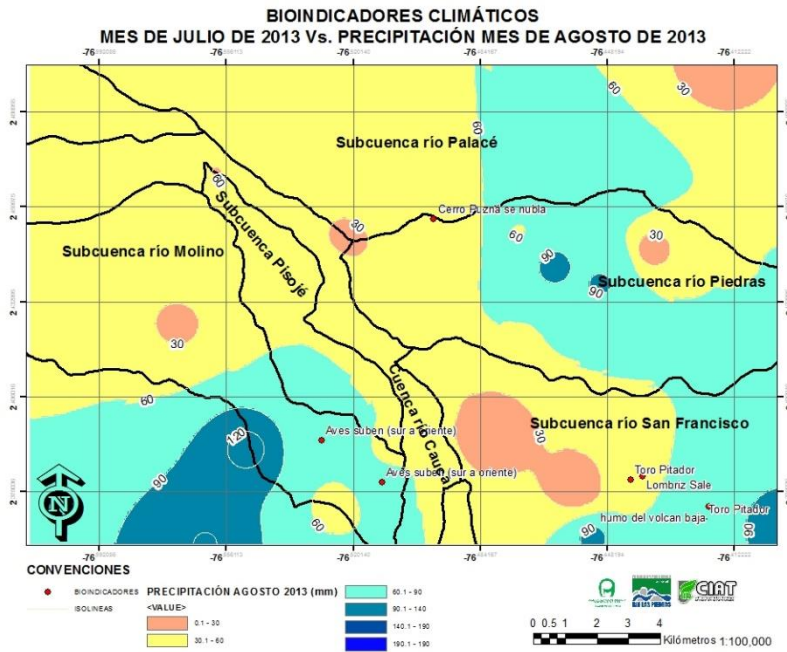 BIOINDICADORES CLIMÁTICOS
MES DE JULIO DE 2013 Vs. PRECIPITACIÓN MES DE AGOSTO DE 2013
60
30
Subcuenca río Palacé
60
60
Subcuenca Pisojé
30
Cerro Puzná se nubla
60
30
Subcuenca río Molino
90
Subcuenca río Piedras
90
30
60
Cuenca río Cauca
Subcuenca río San Francisco
120
Aves suben (sur a oriente)
30
90
Aves suben (sur a oriente)
Toro Pitador
Lombriz Sale
Toro Pitador
60
humo del volcan baja
90
90
N
CONVENCIONES
BIOINDICADORES
ISOLINEAS
PRECIPITACIÓN AGOSTO 2013 (mm)
<VALUE>
0.1 - 30
30.1 - 60
60.1 - 90
90.1 - 140
140.1 - 190
190.1 - 190
CIAT
0 0.5 1 2 3 4
Kilómetros 1:100,000